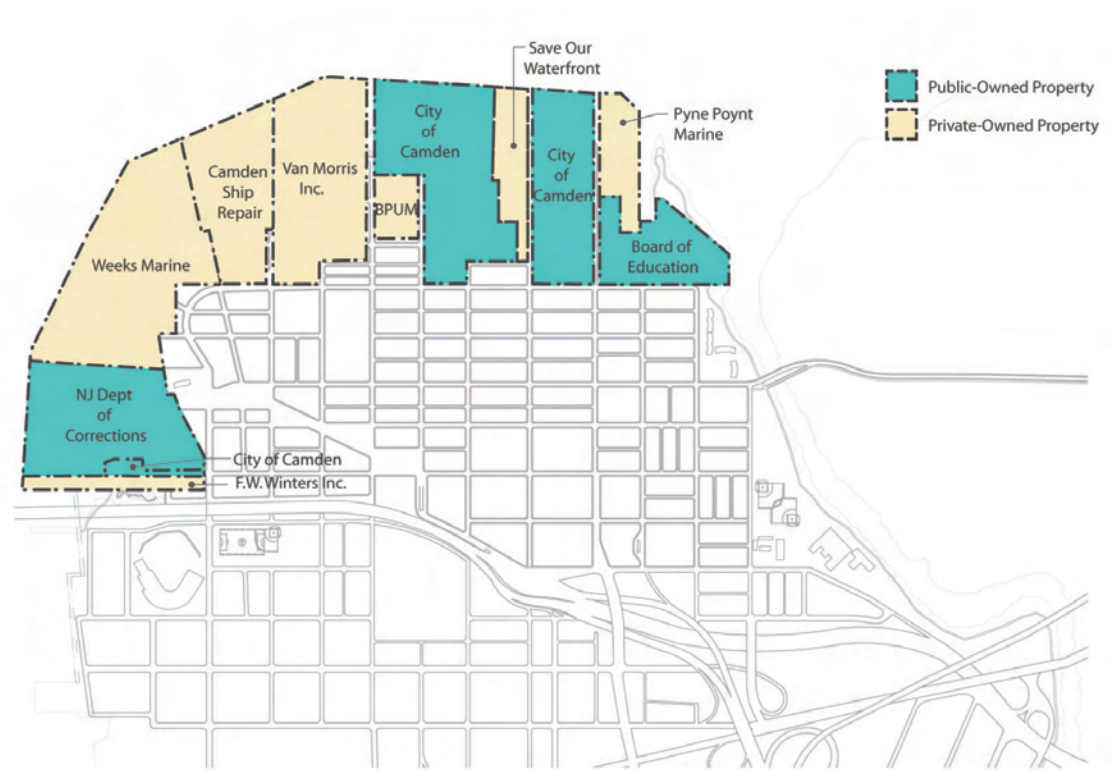 Save Our
Waterfront
Public-Owned Property
Private-Owned Property
Pyne Poynt
Marine
City
of
Camden
City
of
Camden
Van Morris
Inc.
Camden
Ship
Repair
BPUM
Board of
Education
Weeks Marine
NJ Dept
of
Corrections
City of Camden
F.W. Winters Inc.